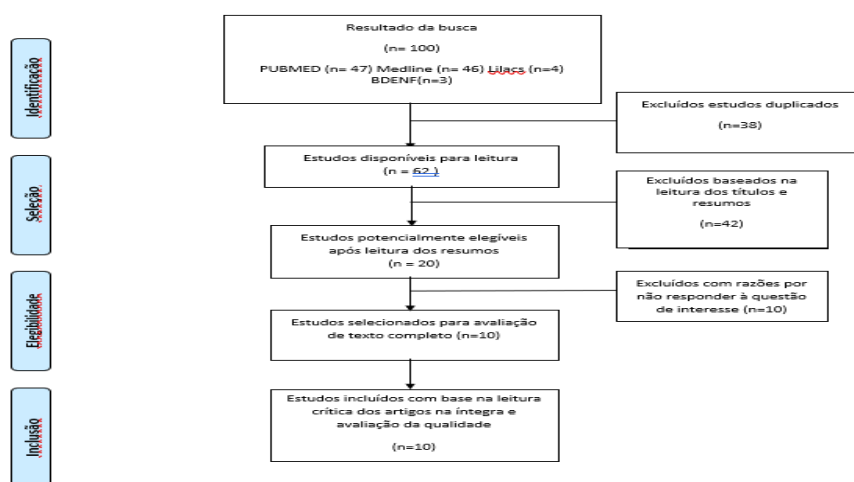 Identificação
Resultado da busca
(n= 100)
PUBMED (n= 47) Medline (n= 46) Lilacs (n=4)
BDENF(n=3)
Excluídos estudos duplicados
(n=38)
Seleção
Estudos disponíveis para leitura
(n = 62 )
Excluídos baseados na
leitura dos títulos e
resumos
(n=42)
Estudos potencialmente elegíveis
após leitura dos resumos
(n = 20)
Elegibilidade
Excluídos com razões por
não responder à questão
de interesse (n=10)
Estudos selecionados para avaliação
de texto completo (n=10)
Inclusão
Estudos incluídos com base na leitura
crítica dos artigos na íntegra e
avaliação da qualidade
(n=10)